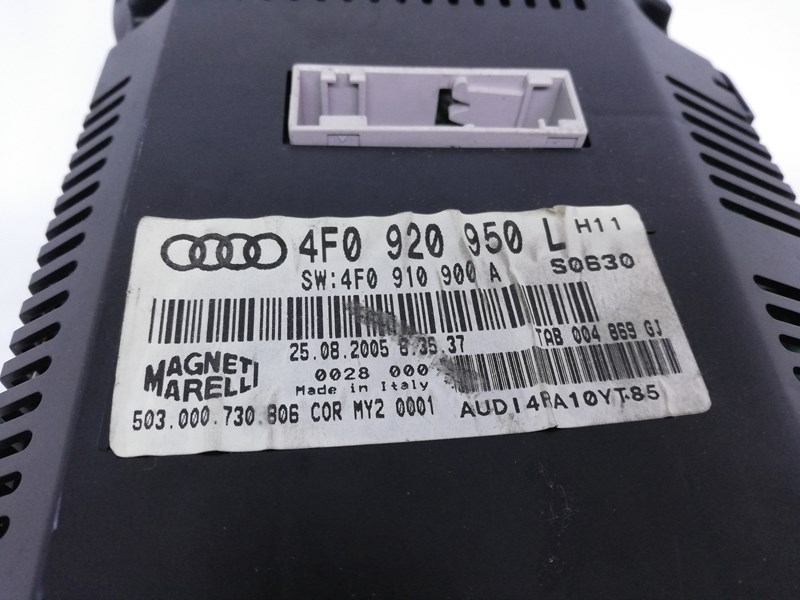 4F0 920 950 L H11
SW:4F0 910 900 A S0630
25.08.2005 8.35.37 TAB 004 869 GJ
MAGNETI MARELLI
0028 000
Made in Italy
503.000.730.806 COR MY2 0001 AUDI4FA10YT85